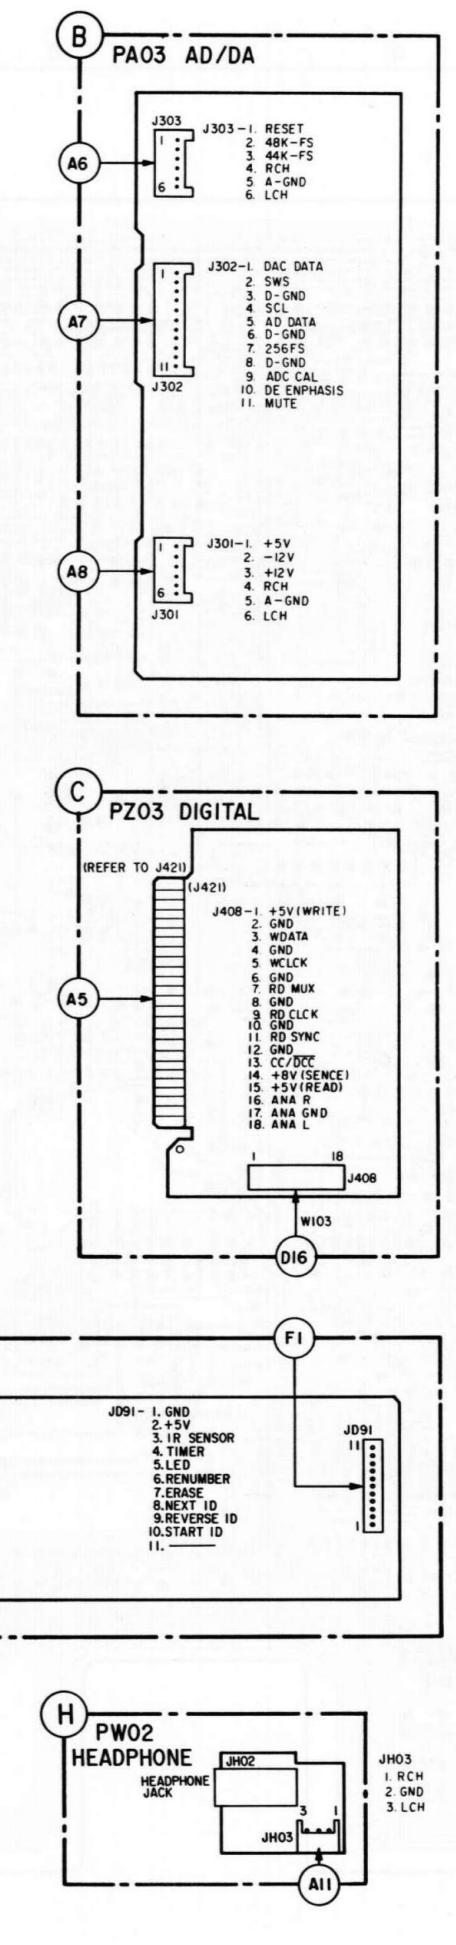 B
PA03 AD/DA
J303
J303-1. RESET
2. 48K-FS
3. 44K-FS
4. RCH
5. A-GND
6. LCH
1
6
A6
J302-1. DAC DATA
2. SWS
3. D-GND
4. SCL
5. AD DATA
6. D-GND
7. 256FS
8. D-GND
9. ADC CAL
10. DE ENPHASIS
11. MUTE
1
11
J302
A7
J301-1. +5V
2. -12V
3. +12V
4. RCH
5. A-GND
6. LCH
1
6
J301
A8
C
PZ03 DIGITAL
(REFER TO J421)
(J421)
J408-1. +5V(WRITE)
2. GND
3. WDATA
4. GND
5. WCLCK
6. GND
7. RD MUX
8. GND
9. RD CLCK
10. GND
11. RD SYNC
12. GND
13. CC/D̅C̅C̅
14. +8V(SENCE)
15. +5V(READ)
16. ANA R
17. ANA GND
18. ANA L
A5
1 18
J408
W103
D16
F1
JD91- 1. GND
2.+5V
3. IR SENSOR
4. TIMER
5.LED
6.RENUMBER
7.ERASE
8.NEXT ID
9.REVERSE ID
10.START ID
11. ———
JD91
11
1
H
PW02
HEADPHONE
JH02
HEADPHONE
JACK
3 1
JH03
A11
JH03
1. RCH
2. GND
3. LCH